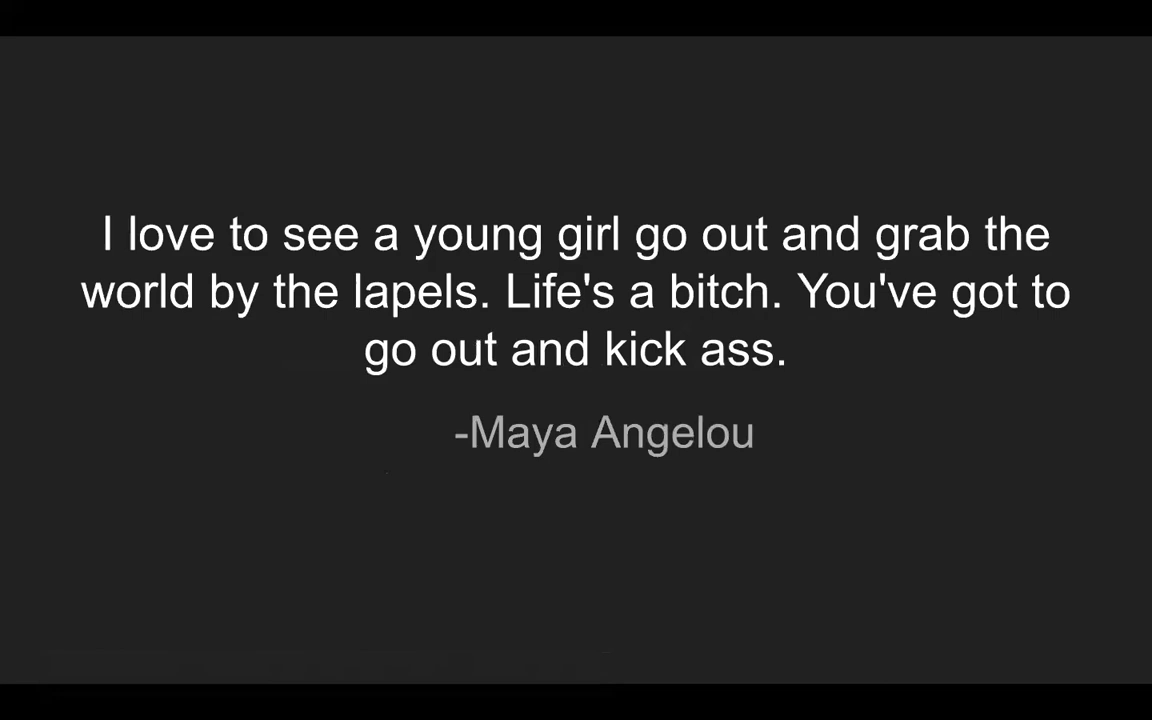 I love to see a young girl go out and grab the
world by the lapels. Life's a bitch. You've got to
go out and kick ass.
-Maya Angelou